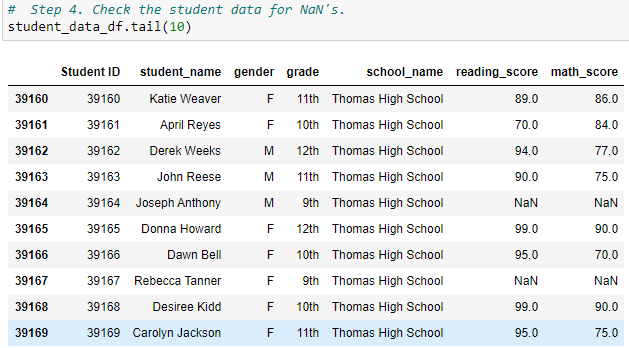 #  Step 4. Check the student data for NaN's.
student_data_df.tail(10)
Student ID student_name gender grade school_name reading_score math_score
39160 39160 Katie Weaver F 11th Thomas High School 89.0 86.0
39161 39161 April Reyes F 10th Thomas High School 70.0 84.0
39162 39162 Derek Weeks M 12th Thomas High School 94.0 77.0
39163 39163 John Reese M 11th Thomas High School 90.0 75.0
39164 39164 Joseph Anthony M 9th Thomas High School NaN NaN
39165 39165 Donna Howard F 12th Thomas High School 99.0 90.0
39166 39166 Dawn Bell F 10th Thomas High School 95.0 70.0
39167 39167 Rebecca Tanner F 9th Thomas High School NaN NaN
39168 39168 Desiree Kidd F 10th Thomas High School 99.0 90.0
39169 39169 Carolyn Jackson F 11th Thomas High School 95.0 75.0